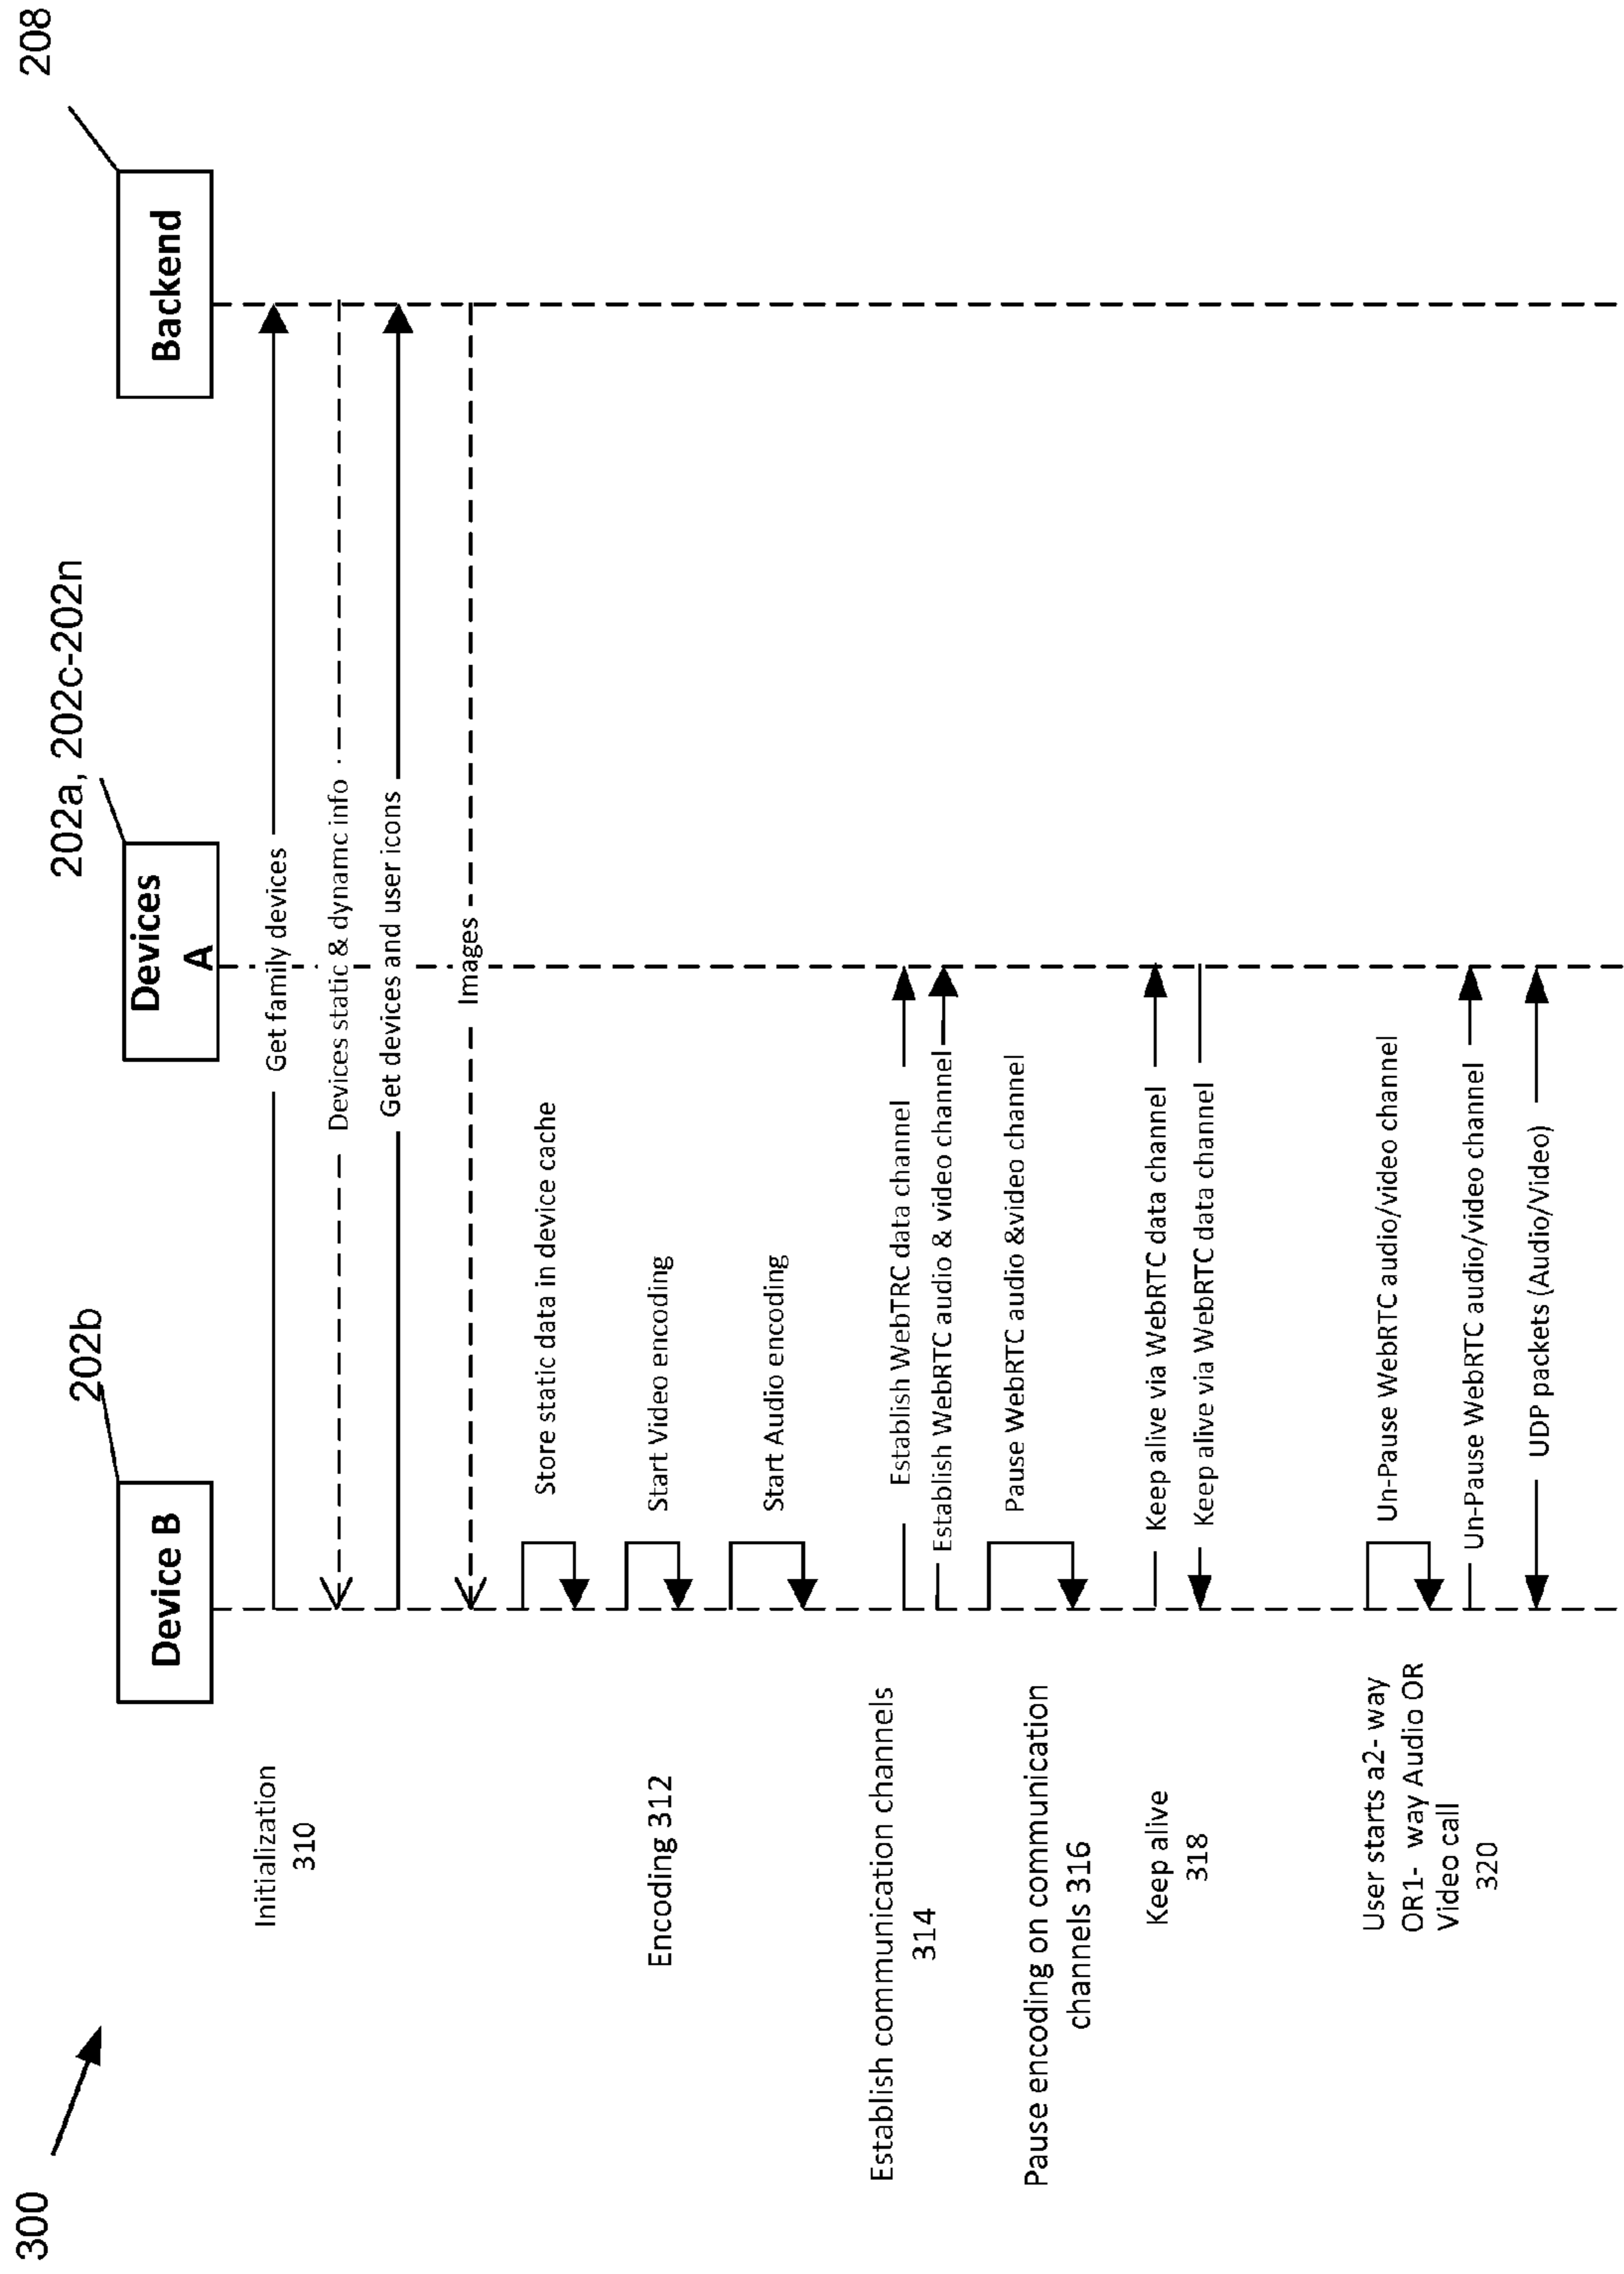 300
202b
202a, 202c-202n
208
Device B
Devices
A
Backend
Initialization
310
Get family devices
Devices static & dynamc info
Get devices and user icons
Images
Store static data in device cache
Encoding 312
Start Video encoding
Start Audio encoding
Establish communication channels
314
Establish WebTRC data channel
Establish WebRTC audio & video channel
Pause encoding on communication
channels 316
Pause WebRTC audio &video channel
Keep alive
318
Keep alive via WebRTC data channel
Keep alive via WebRTC data channel
User starts a2- way
OR1- way Audio OR
Video call
320
Un-Pause WebRTC audio/video channel
Un-Pause WebRTC audio/video channel
UDP packets (Audio/Video)